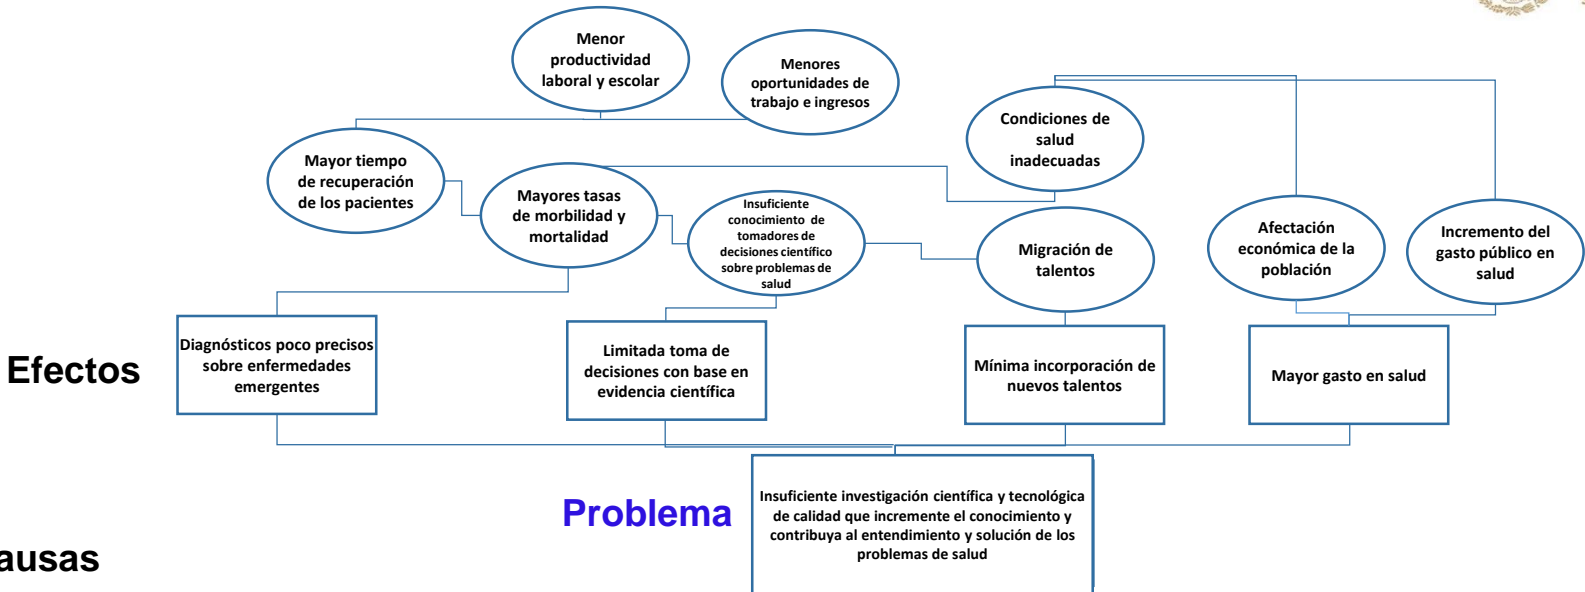 Menor
productividad
laboral y escolar
Menores
oportunidades de
trabajo e ingresos
Condiciones de
salud
inadecuadas
Mayor tiempo
de recuperación
de los pacientes
Mayores tasas
de morbilidad y
mortalidad
Insuficiente
conocimiento de
tomadores de
decisiones científico
sobre problemas de
salud
Migración de
talentos
Afectación
económica de la
población
Incremento del
gasto público en
salud
Efectos
Diagnósticos poco precisos
sobre enfermedades
emergentes
Limitada toma de
decisiones con base en
evidencia científica
Mínima incorporación de
nuevos talentos
Mayor gasto en salud
Problema
Insuficiente investigación científica y tecnológica
de calidad que incremente el conocimiento y
contribuya al entendimiento y solución de los
problemas de salud
ausas